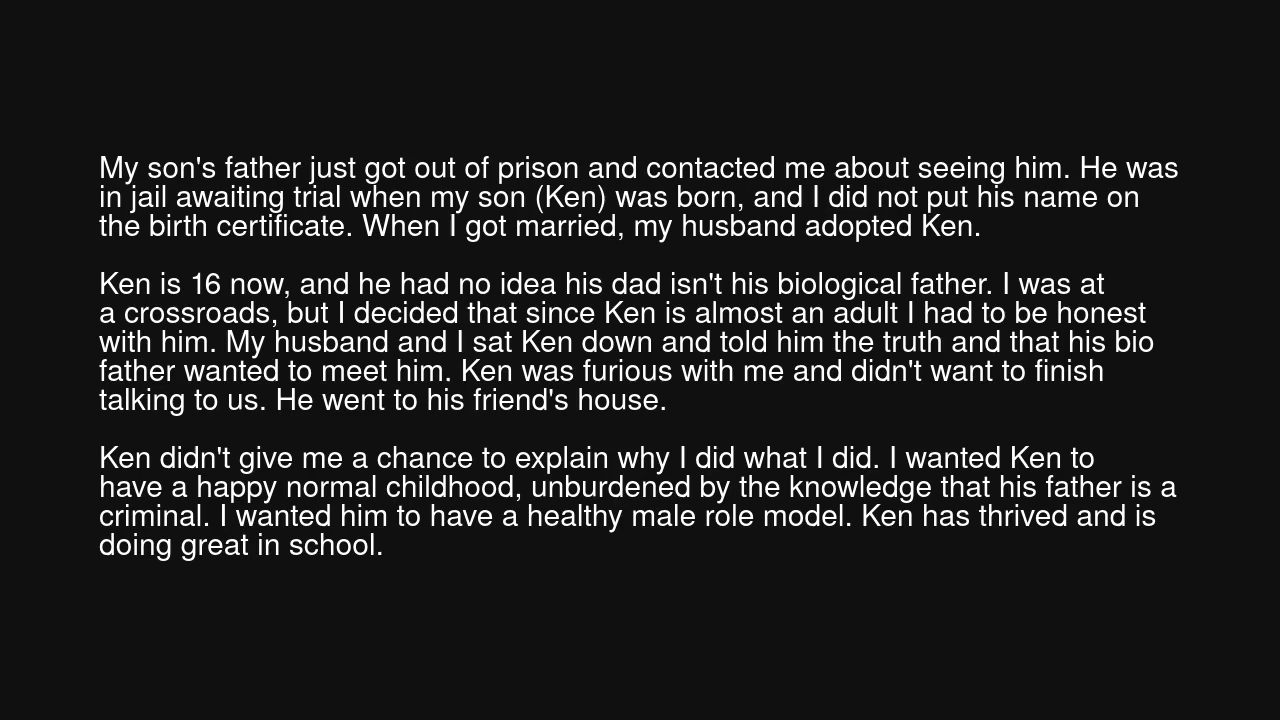 My son's father just got out of prison and contacted me about seeing him. He was
in jail awaiting trial when my son (Ken) was born, and I did not put his name on
the birth certificate. When I got married, my husband adopted Ken.
Ken is 16 now, and he had no idea his dad isn't his biological father. I was at
a crossroads, but I decided that since Ken is almost an adult I had to be honest
with him. My husband and I sat Ken down and told him the truth and that his bio
father wanted to meet him. Ken was furious with me and didn't want to finish
talking to us. He went to his friend's house.
Ken didn't give me a chance to explain why I did what I did. I wanted Ken to
have a happy normal childhood, unburdened by the knowledge that his father is a
criminal. I wanted him to have a healthy male role model. Ken has thrived and is
doing great in school.